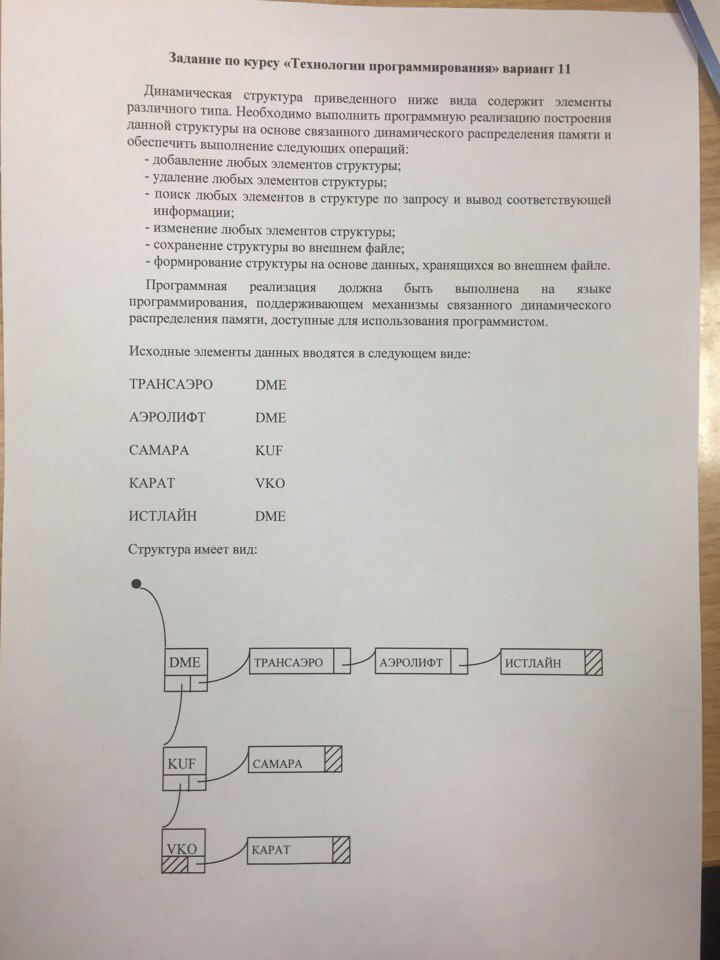 Задание по курсу «Технологии программирования» вариант 11
Динамическая структура приведенного ниже вида содержит элементы
различного типа. Необходимо выполнить программную реализацию построения
данной структуры на основе связанного динамического распределения памяти и
обеспечить выполнение следующих операций:
- добавление любых элементов структуры;
- удаление любых элементов структуры;
- поиск любых элементов в структуре по запросу и вывод соответствующей
информации;
- изменение любых элементов структуры;
- сохранение структуры во внешнем файле;
- формирование структуры на основе данных, хранящихся во внешнем файле.
Программная реализация должна быть выполнена на языке
программирования, поддерживающем механизмы связанного динамического
распределения памяти, доступные для использования программистом.
Исходные элементы данных вводятся в следующем виде:
ТРАНСАЭРО DME
АЭРОЛИФТ DME
САМАРА KUF
КАРАТ VKO
ИСТЛАЙН DME
Структура имеет вид:
DME ТРАНСАЭРО АЭРОЛИФТ ИСТЛАЙН
KUF САМАРА
VKO КАРАТ